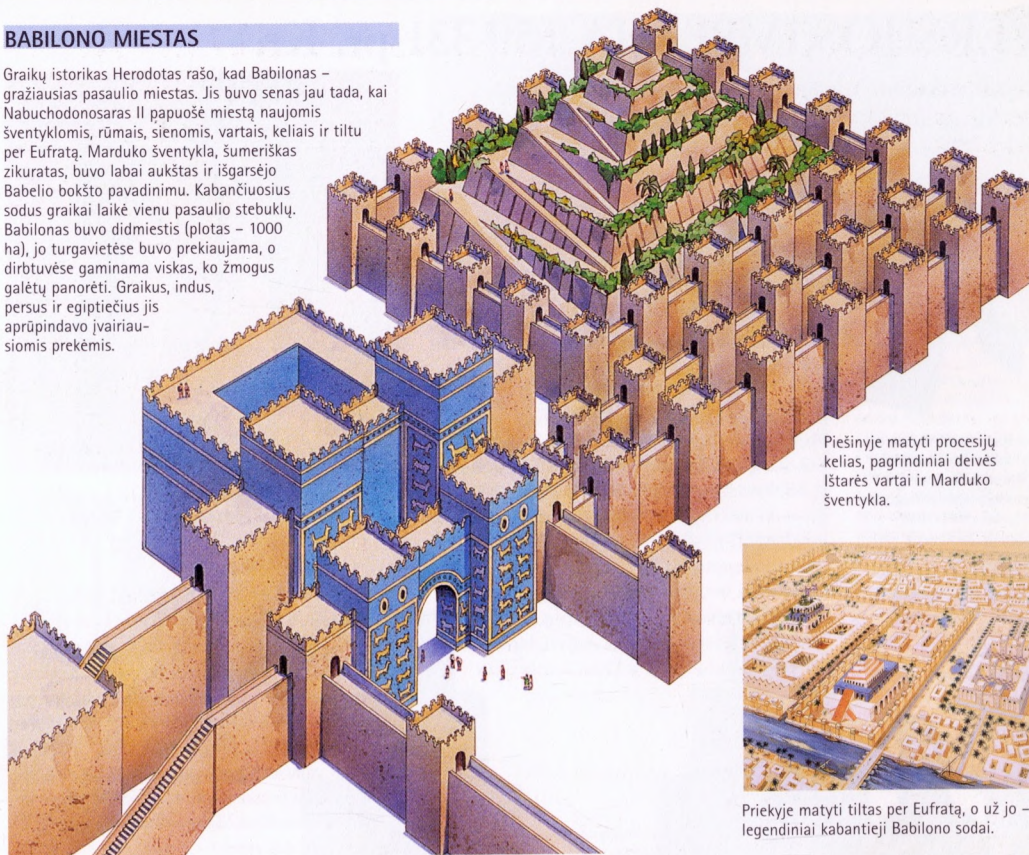 BABILONO MIESTAS
Graikų istorikas Herodotas rašo, kad Babilonas –
gražiausias pasaulio miestas. Jis buvo senas jau tada, kai
Nabuchodonosaras II papuošė miestą naujomis
šventyklomis, rūmais, sienomis, vartais, keliais ir tiltu
per Eufratą. Marduko šventykla, šumeriškas
zikuratas, buvo labai aukštas ir išgarsėjo
Babelio bokšto pavadinimu. Kabančiuosius
sodus graikai laikė vienu pasaulio stebuklų.
Babilonas buvo didmiestis (plotas – 1000
ha), jo turgavietėse buvo prekiaujama, o
dirbtuvėse gaminama viskas, ko žmogus
galėtų panorėti. Graikus, indus,
persus ir egiptiečius jis
aprūpindavo įvairiau-
siomis prekėmis.
Piešinyje matyti procesijų
kelias, pagrindiniai deivės
Ištarės vartai ir Marduko
šventykla.
Priekyje matyti tiltas per Eufratą, o už jo –
legendiniai kabantieji Babilono sodai.